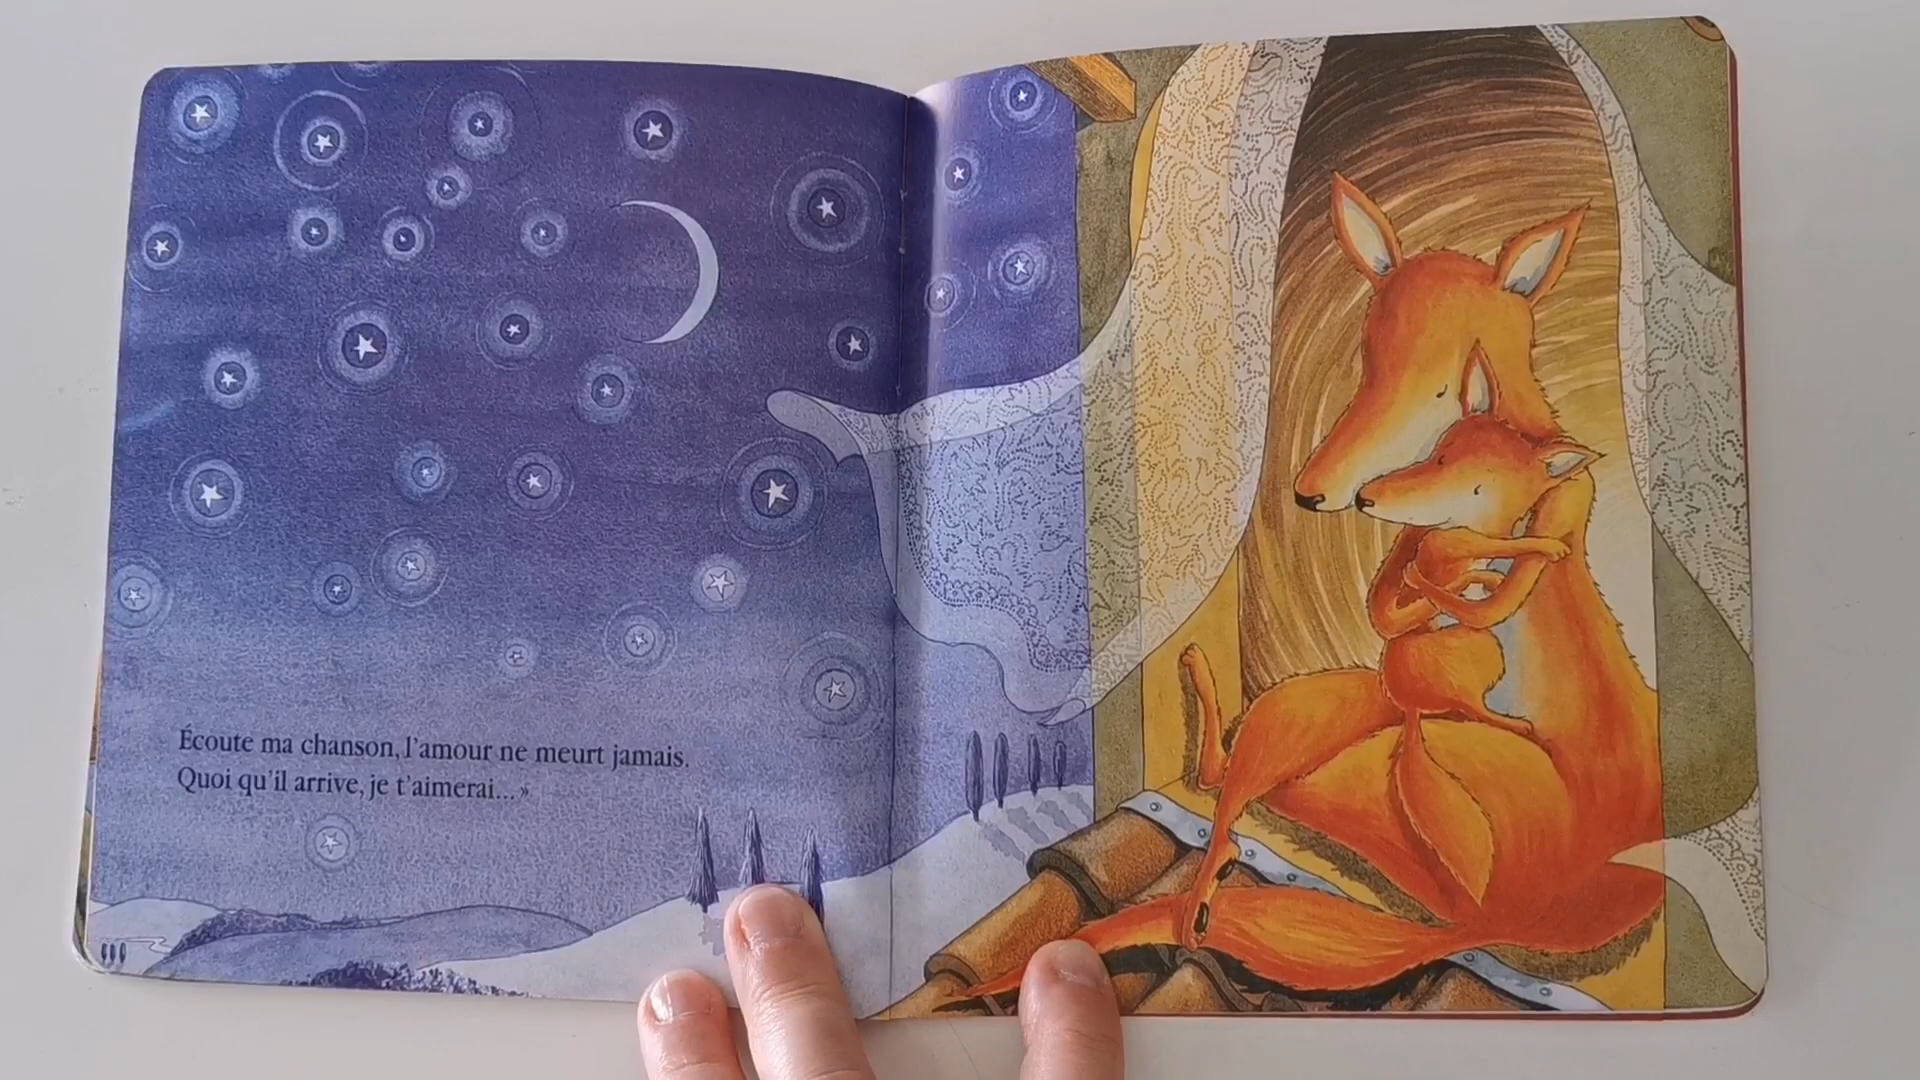 Écoute ma chanson, l'amour ne meurt jamais.
Quoi qu'il arrive, je t'aimerai... »